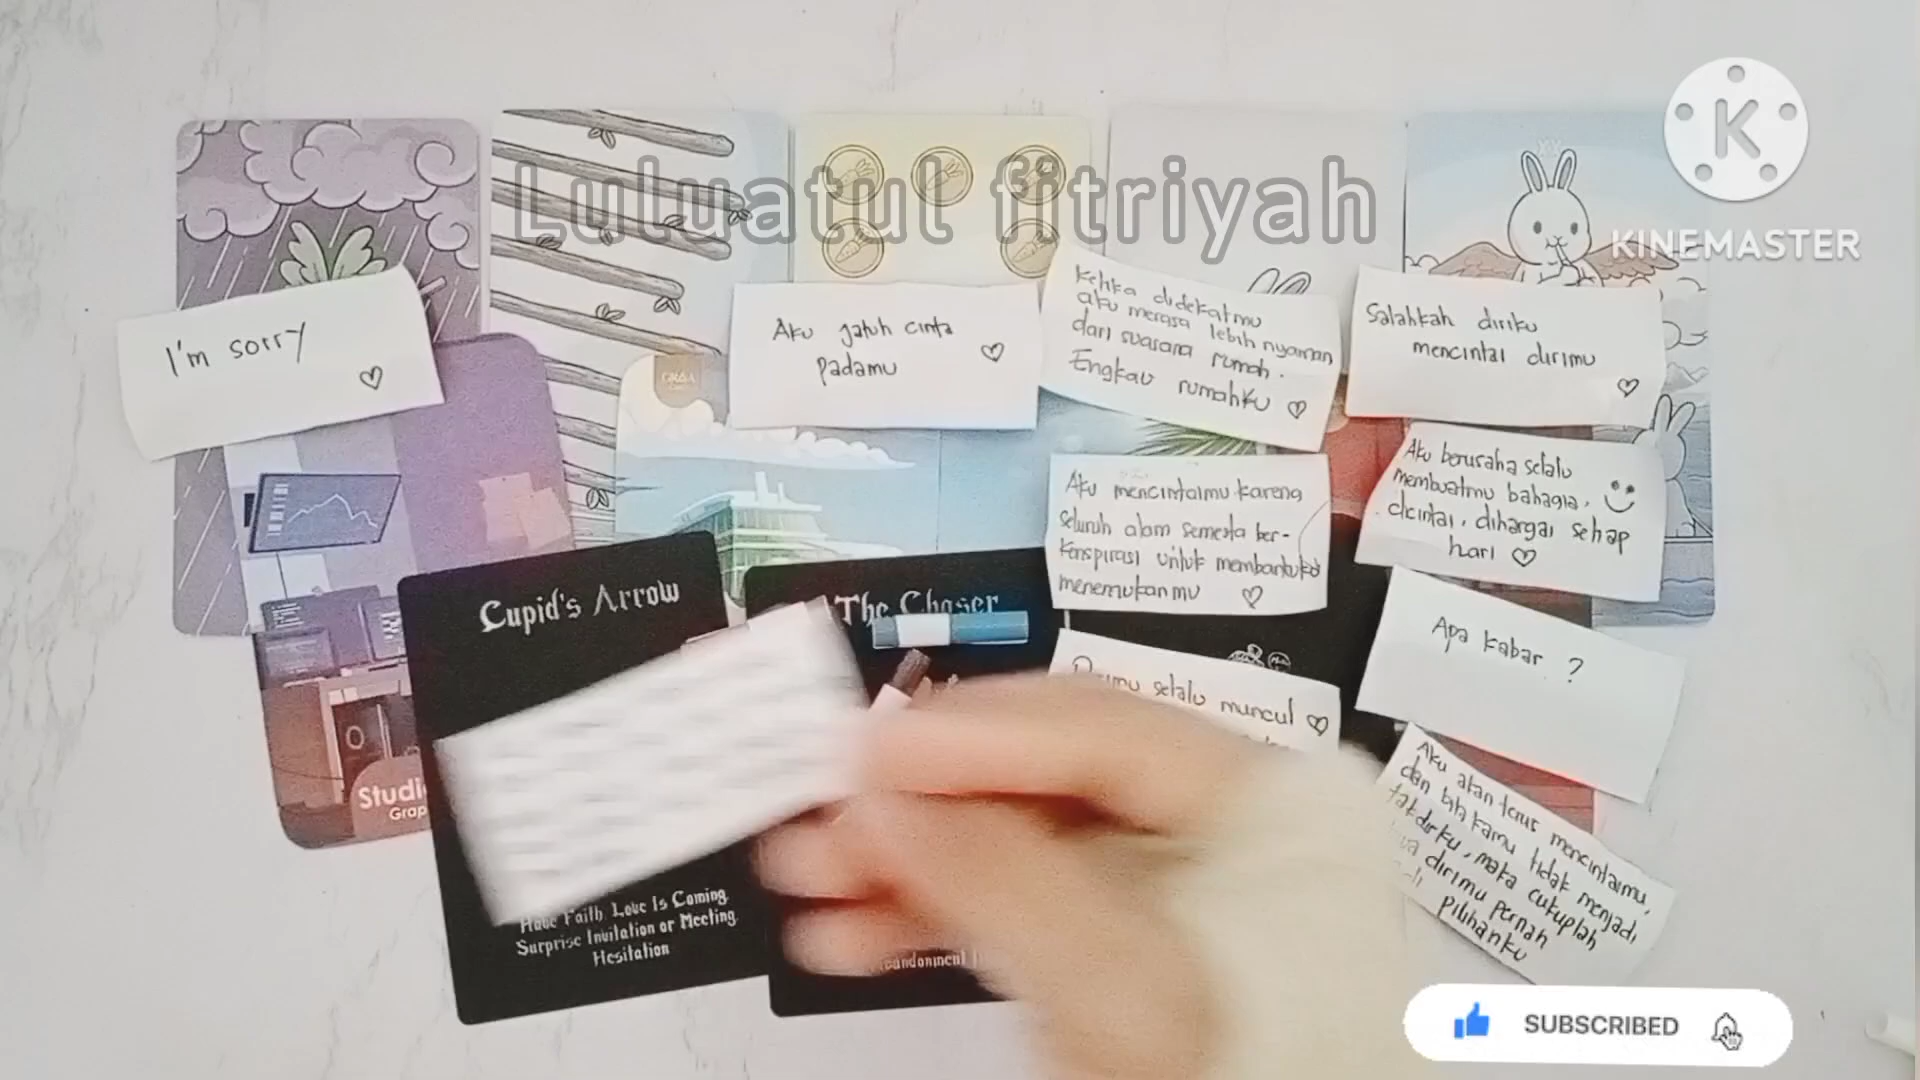 Luluatul fitriyah
KINEMASTER
I'm sorry
GRØA
Aku jatuh cinta
Padamu
Ketika didekatmu
aku merasa lebih nyaman
dari suasara rumah.
Engkau rumahku
Salahkah diriku
mencintai dirimu
Aku mencintaimu karena
seluruh alam semesta ber-
konspirasi untuk membantuku
menemukanmu
Aku berusaha selalu
membuatmu bahagia,
dicintai, dihargai setiap
hari
Cupid's Arrow
The Chaser
selalu muncul
Apa kabar ?
Aku akan terus mencintaimu,
dan bila kamu tidak menjadi
takdirku, maka cukuplah
dirimu pernah
pilihanku
Studi
Grap
Have Faith, Love Is Coming
Surprise Invitation or Meeting
Hesitation
SUBSCRIBED